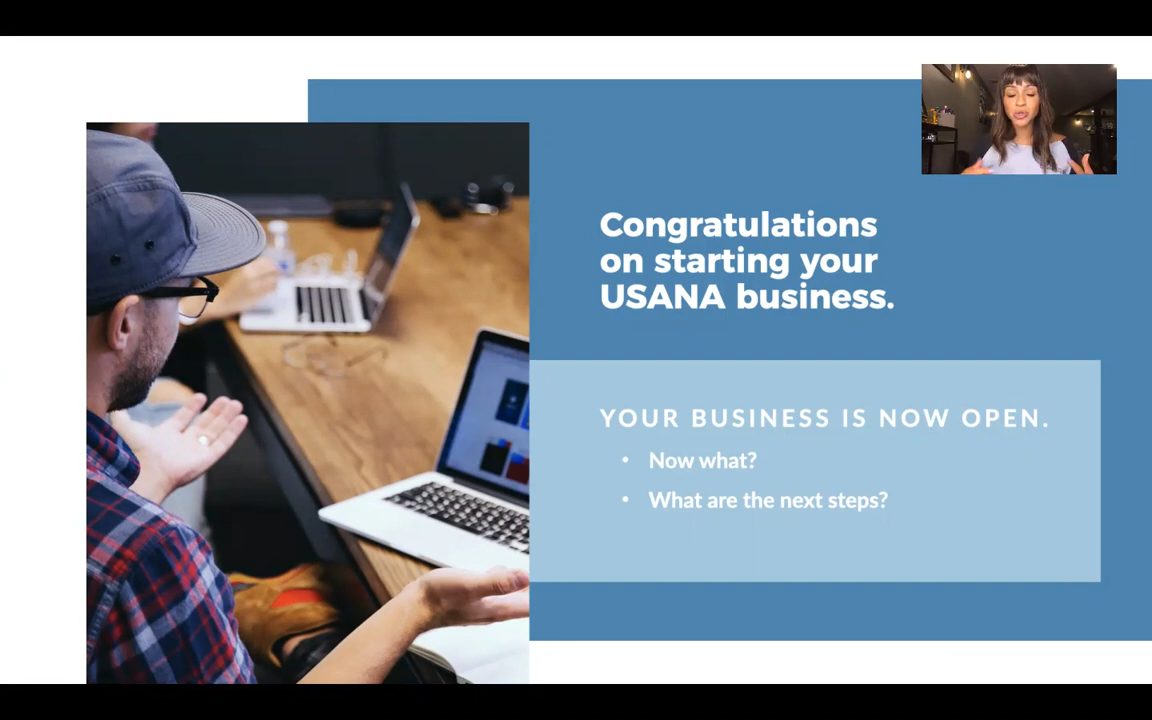 Congratulations
on starting your
USANA business.
YOUR BUSINESS IS NOW OPEN.
• Now what?
• What are the next steps?